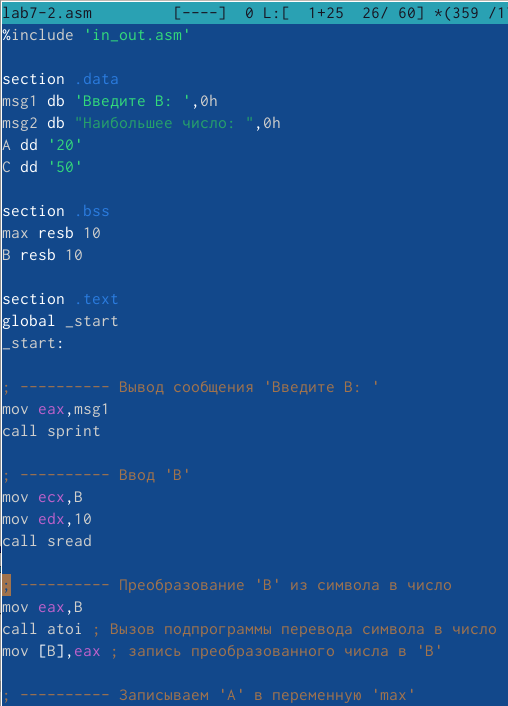 lab7-2.asm [----] 0 L:[ 1+25 26/ 60] *(359 /1
%include 'in_out.asm'
section .data
msg1 db 'Введите B: ',0h
msg2 db "Наибольшее число: ",0h
A dd '20'
C dd '50'
section .bss
max resb 10
B resb 10
section .text
global _start
_start:
; ---------- Вывод сообщения 'Введите B: '
mov eax,msg1
call sprint
; ---------- Ввод 'B'
mov ecx,B
mov edx,10
call sread
; ---------- Преобразование 'B' из символа в число
mov eax,B
call atoi ; Вызов подпрограммы перевода символа в число
mov [B],eax ; запись преобразованного числа в 'B'
; ---------- Записываем 'A' в переменную 'max'